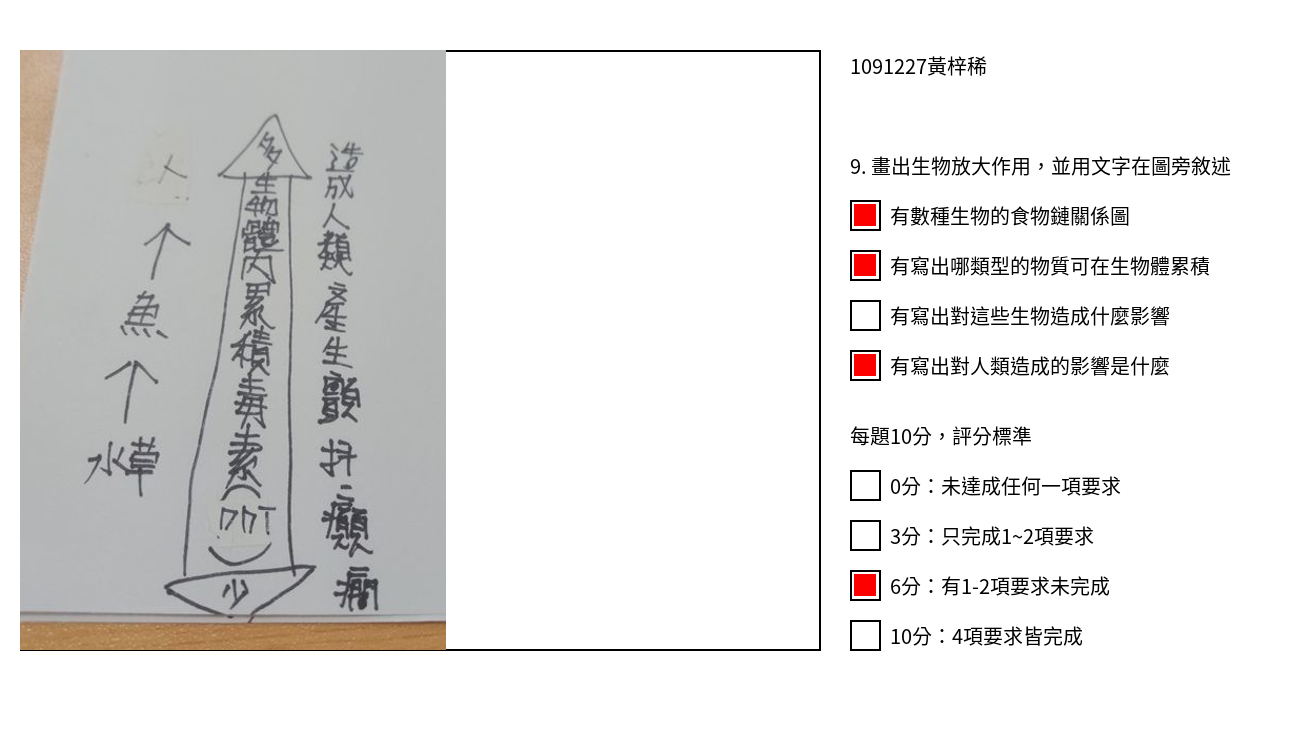 人
魚
水草
多
生物體內累積毒素
(DDT)
少
造成人類產生顫抖、癲癇
1091227黃梓稀
9. 畫出生物放大作用，並用文字在圖旁敘述
有數種生物的食物鏈關係圖
有寫出哪類型的物質可在生物體累積
有寫出對這些生物造成什麼影響
有寫出對人類造成的影響是什麼
每題10分，評分標準
0分：未達成任何一項要求
3分：只完成1~2項要求
6分：有1-2項要求未完成
10分：4項要求皆完成